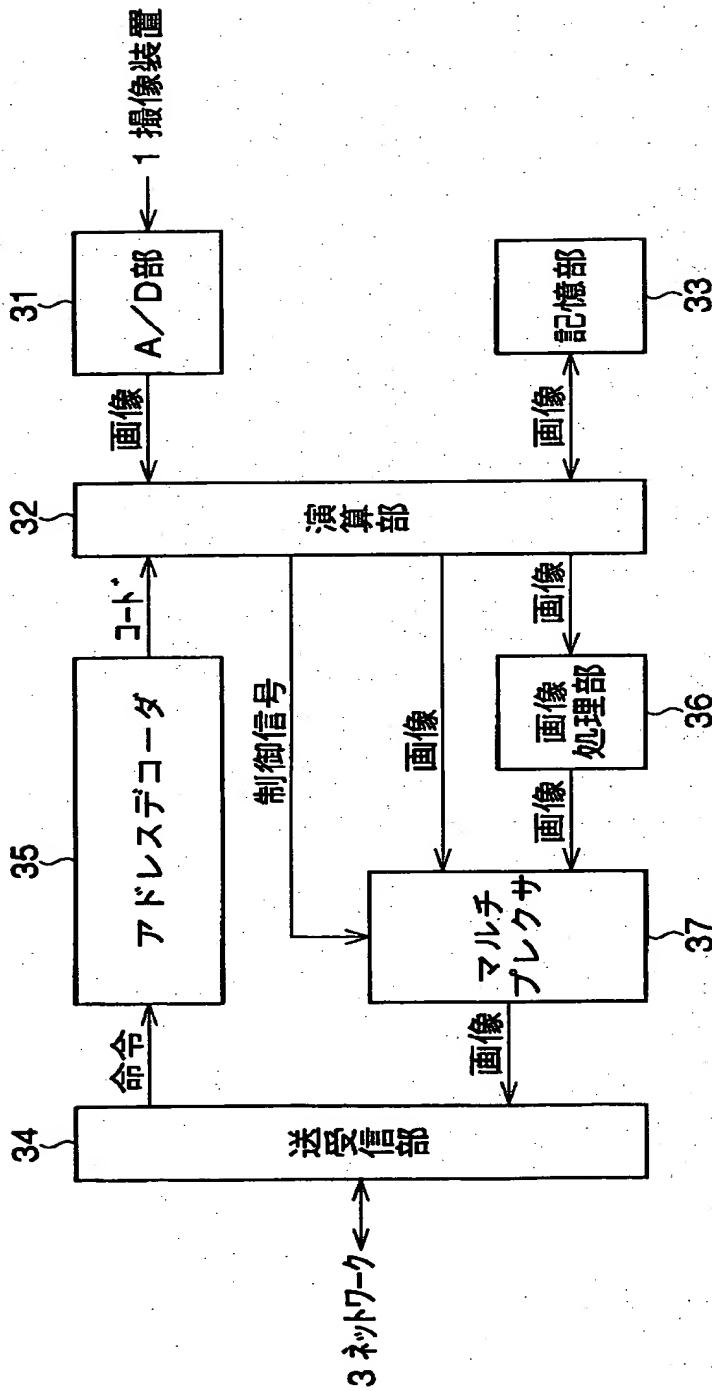 31
A/D部
1 撮像装置
画像
32
演算部
画像
記憶部
33
コード
35
アドレスデコーダ
制御信号
画像
画像
画像
処理部
36
画像
マルチ
プレクサ
37
命令
画像
34
送受信部
3 ネットワーク